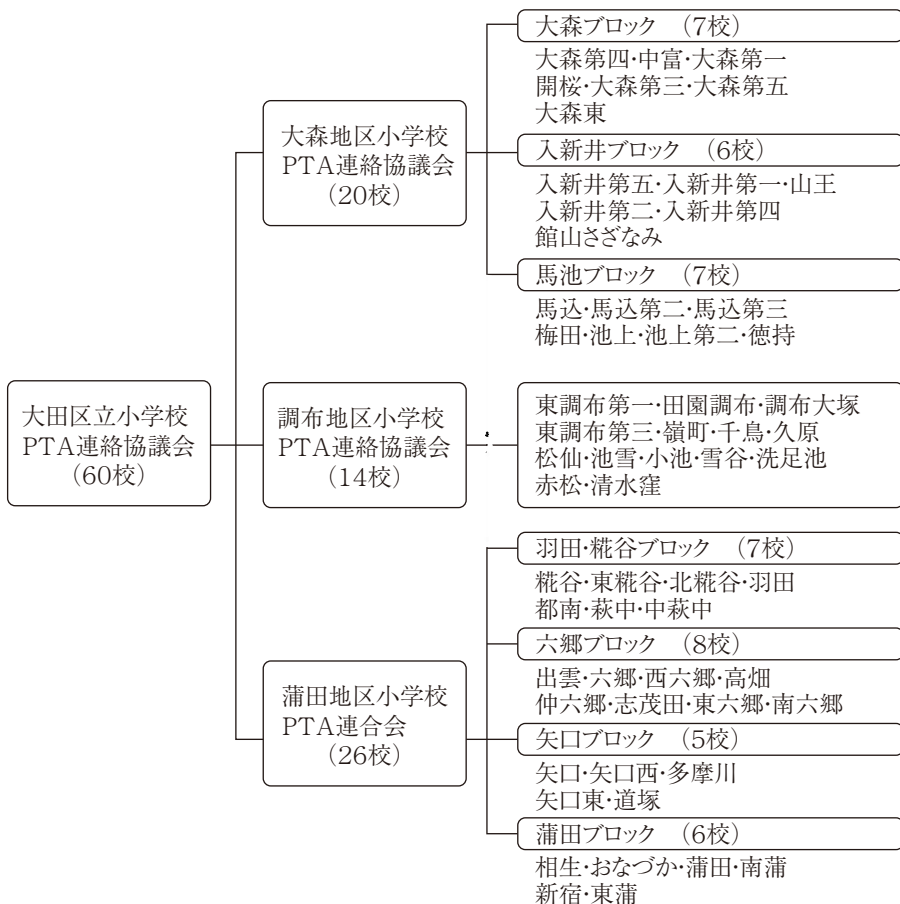 大田区立小学校
PTA連絡協議会
(60校)
大森地区小学校
PTA連絡協議会
(20校)
大森ブロック (7校)
大森第四・中富・大森第一
開桜・大森第三・大森第五
大森東
入新井ブロック (6校)
入新井第五・入新井第一・山王
入新井第二・入新井第四
館山さざなみ
馬池ブロック (7校)
馬込・馬込第二・馬込第三
梅田・池上・池上第二・徳持
調布地区小学校
PTA連絡協議会
(14校)
東調布第一・田園調布・調布大塚
東調布第三・嶺町・千鳥・久原
松仙・池雪・小池・雪谷・洗足池
赤松・清水窪
蒲田地区小学校
PTA連合会
(26校)
羽田・糀谷ブロック (7校)
糀谷・東糀谷・北糀谷・羽田
都南・萩中・中萩中
六郷ブロック (8校)
出雲・六郷・西六郷・高畑
仲六郷・志茂田・東六郷・南六郷
矢口ブロック (5校)
矢口・矢口西・多摩川
矢口東・道塚
蒲田ブロック (6校)
相生・おなづか・蒲田・南蒲
新宿・東蒲